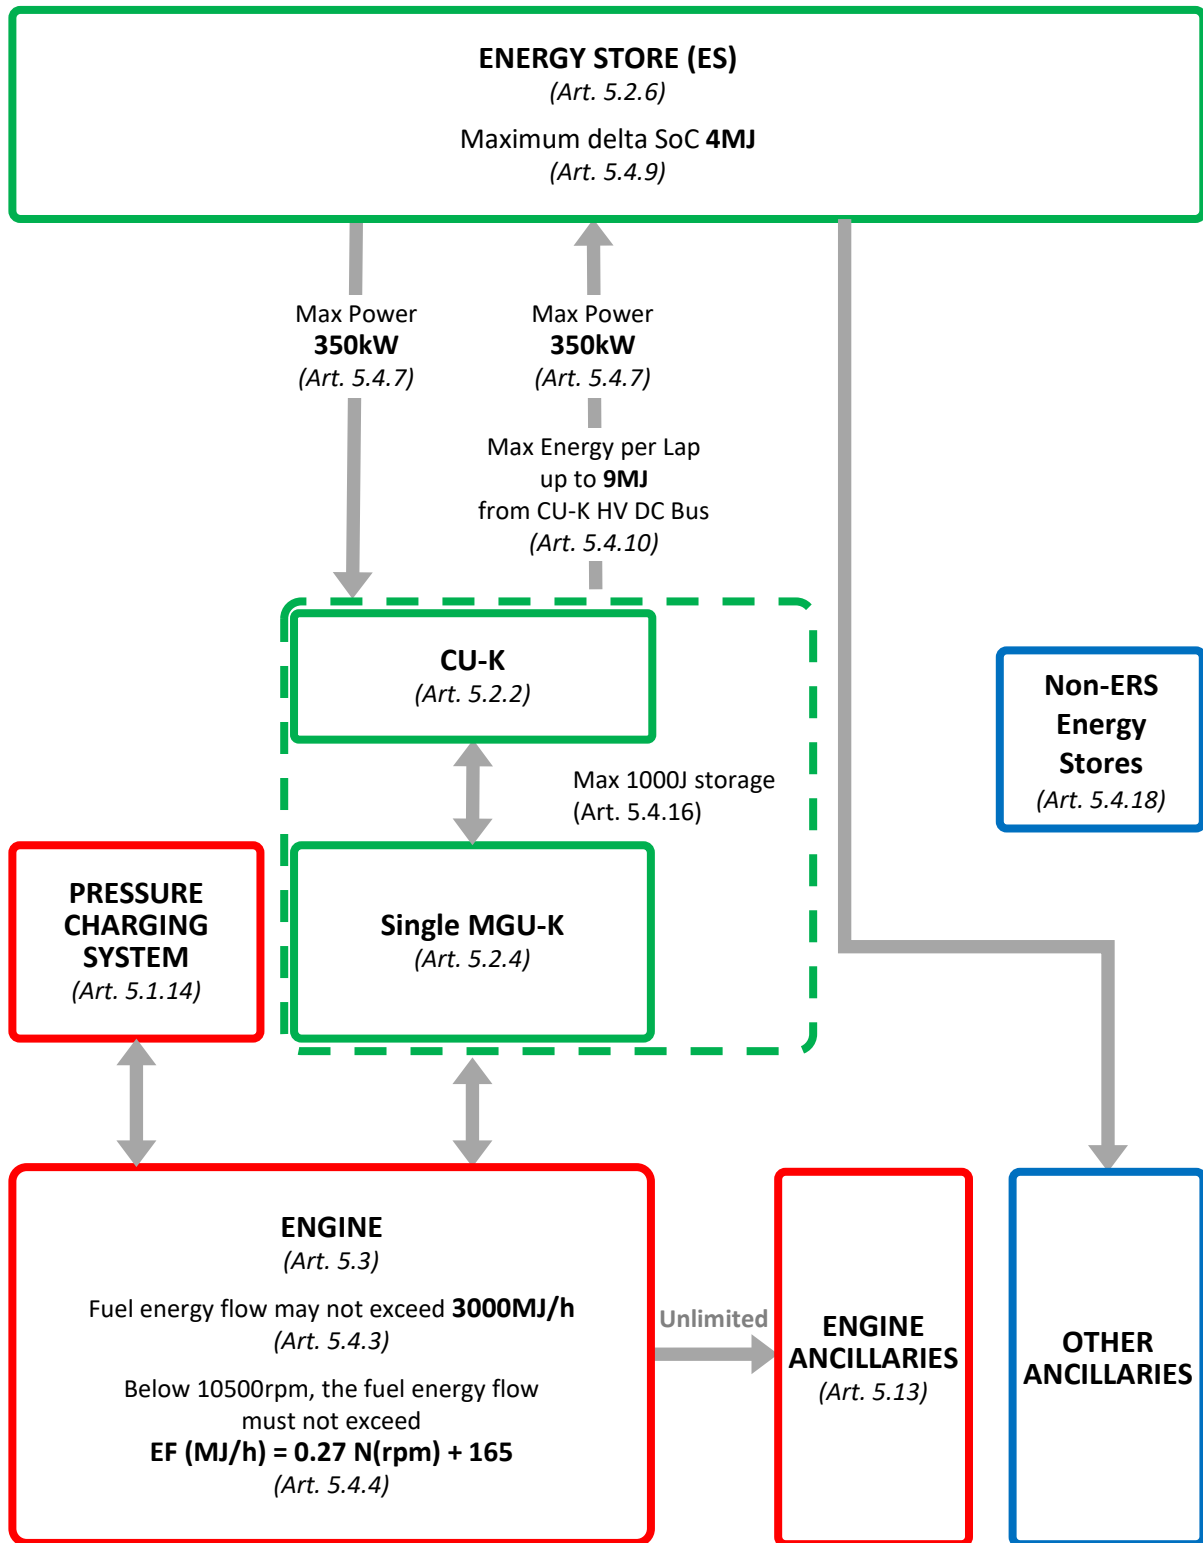 ENERGY STORE (ES)
(Art. 5.2.6)
Maximum delta SoC 4MJ
(Art. 5.4.9)
Max Power
350kW
(Art. 5.4.7)
Max Power
350kW
(Art. 5.4.7)
Max Energy per Lap
up to 9MJ
from CU-K HV DC Bus
(Art. 5.4.10)
CU-K
(Art. 5.2.2)
Max 1000J storage
(Art. 5.4.16)
Non-ERS
Energy
Stores
(Art. 5.4.18)
PRESSURE
CHARGING
SYSTEM
(Art. 5.1.14)
Single MGU-K
(Art. 5.2.4)
ENGINE
(Art. 5.3)
Fuel energy flow may not exceed 3000MJ/h
(Art. 5.4.3)
Below 10500rpm, the fuel energy flow
must not exceed
EF (MJ/h) = 0.27 N(rpm) + 165
(Art. 5.4.4)
Unlimited
ENGINE
ANCILLARIES
(Art. 5.13)
OTHER
ANCILLARIES